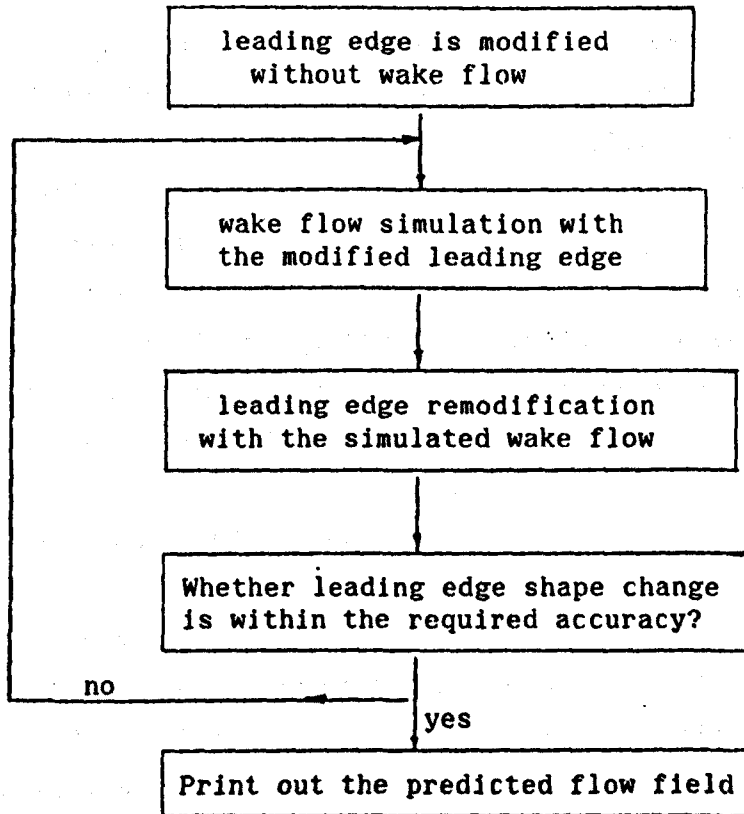 leading edge is modified
without wake flow
wake flow simulation with
the modified leading edge
leading edge remodification
with the simulated wake flow
Whether leading edge shape change
is within the required accuracy?
no
yes
Print out the predicted flow field